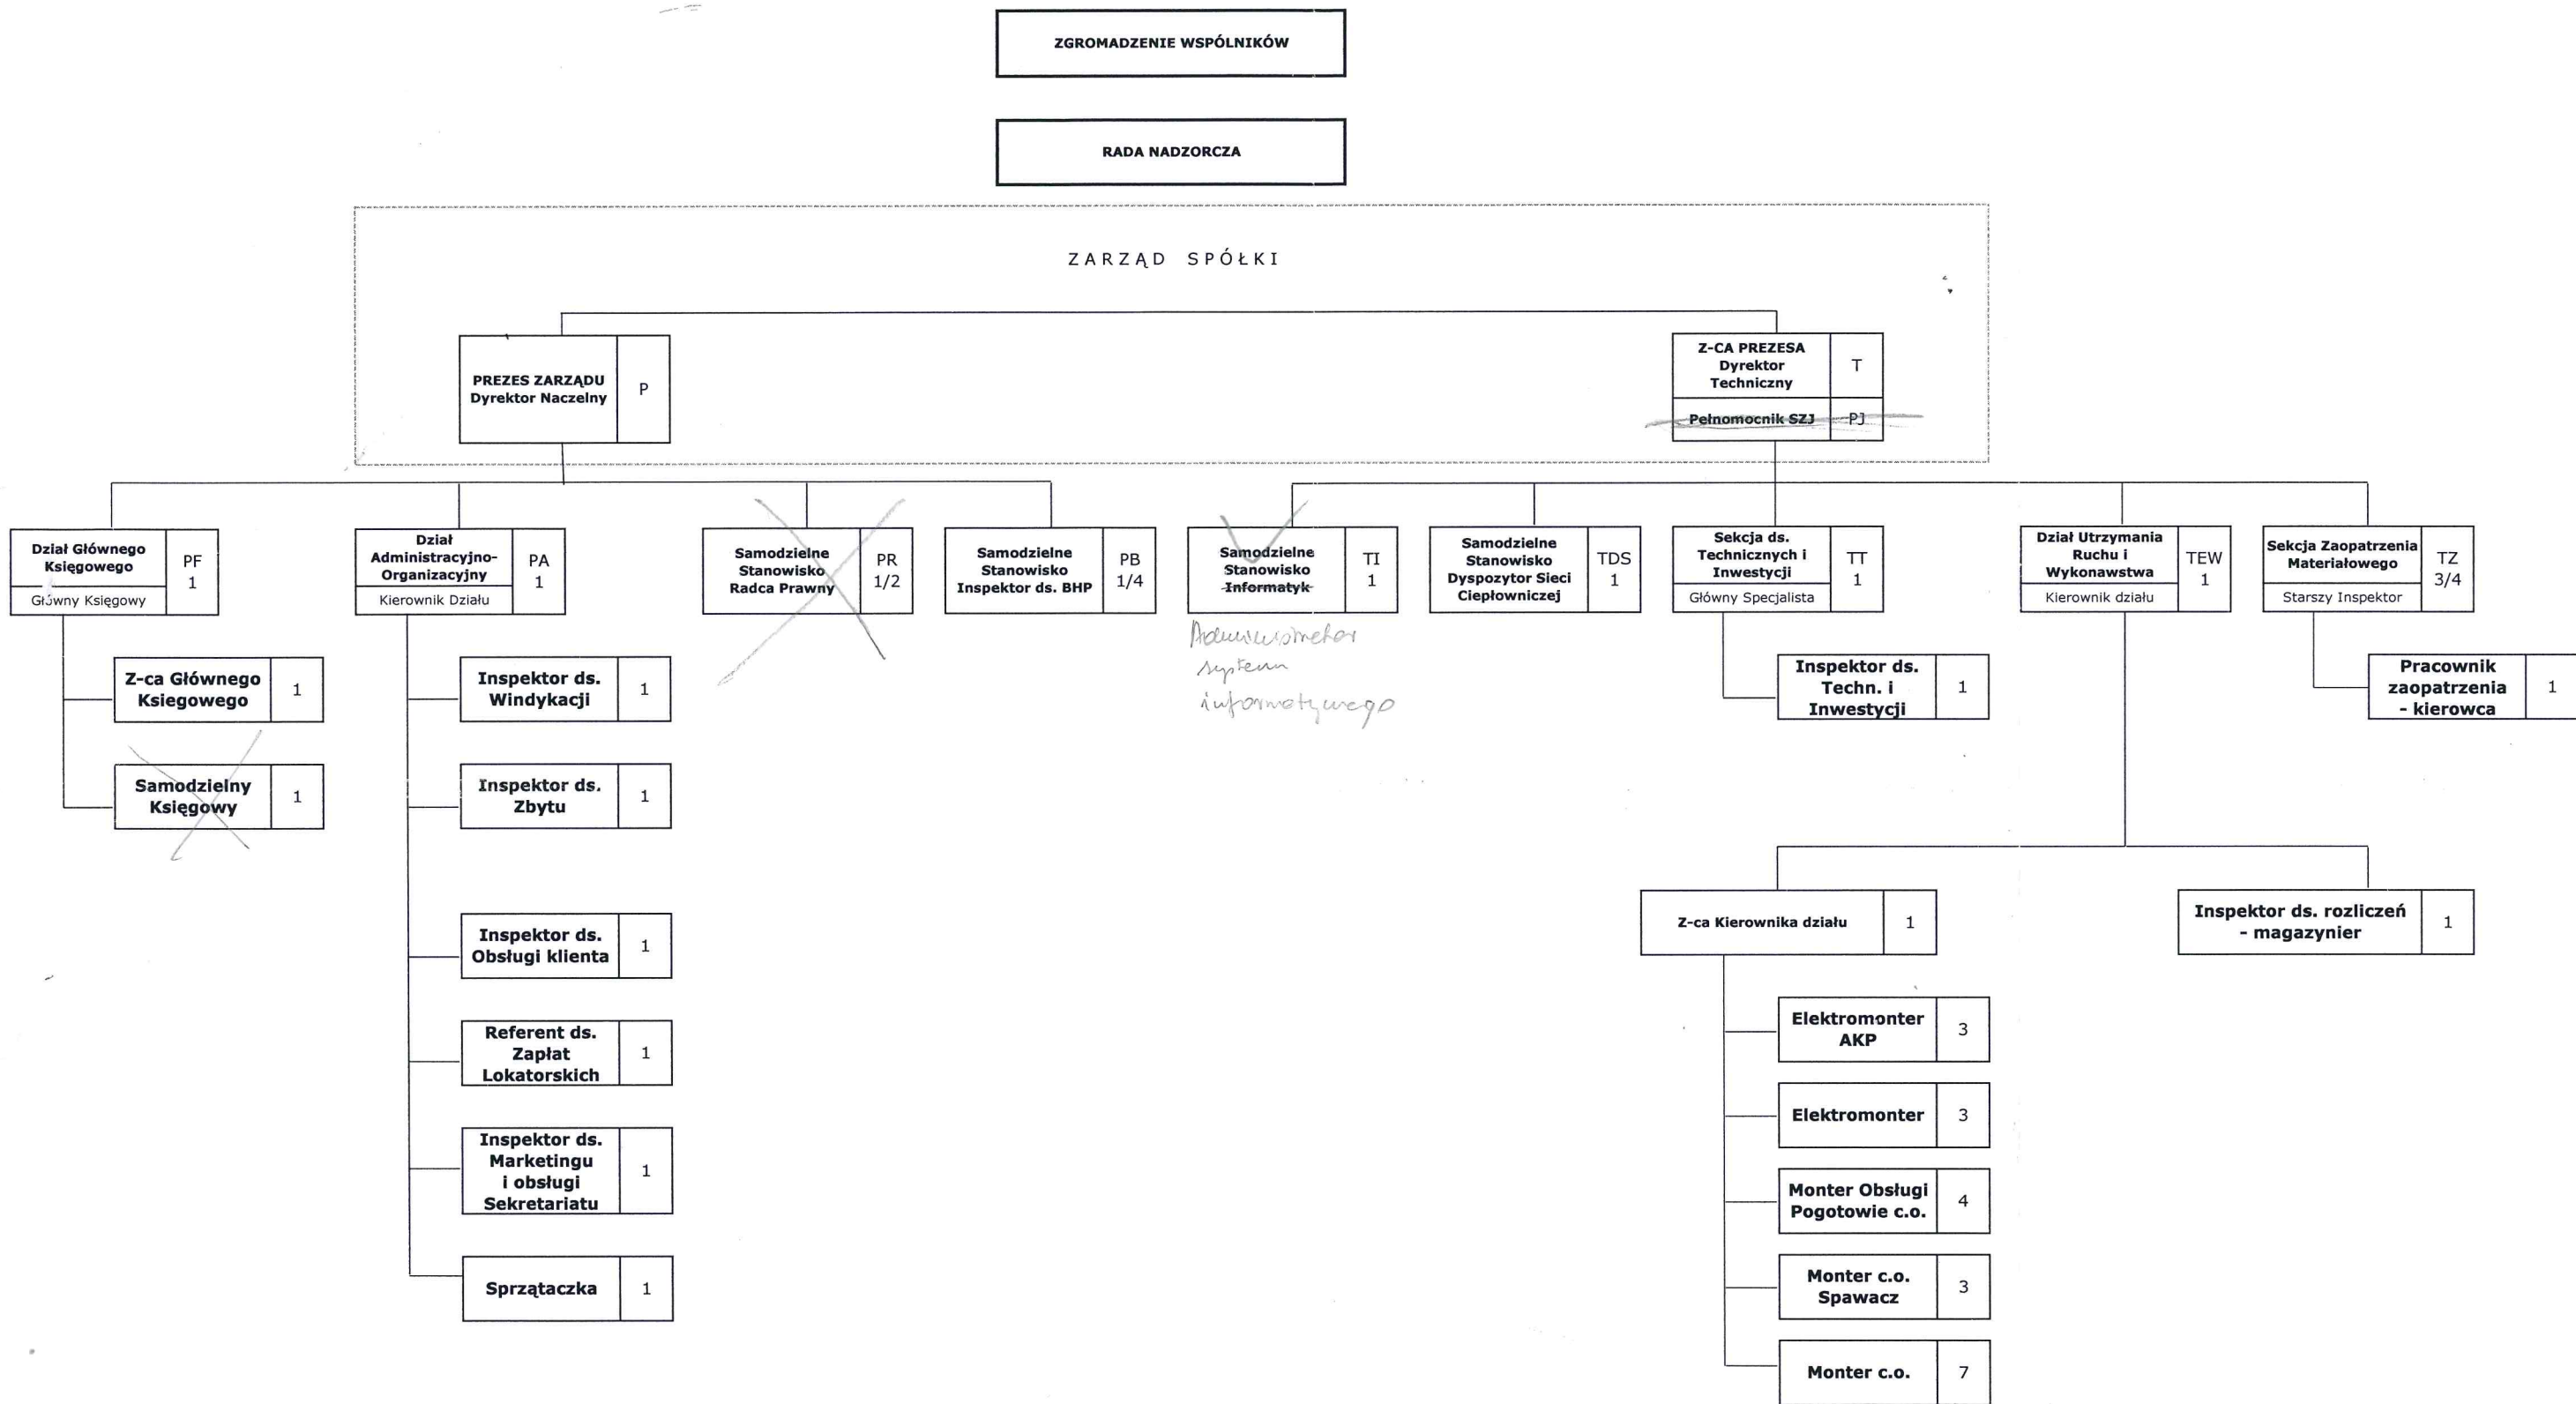 ZGROMADZENIE WSPÓLNIKÓW
RADA NADZORCZA
ZARZĄD SPÓŁKI
PREZES ZARZĄDU
Dyrektor Naczelny
P
Z-CA PREZESA
Dyrektor
Techniczny
T
Pełnomocnik SZJ
PJ
Dział Głównego
Księgowego
Główny Księgowy
PF
1
Dział
Administracyjno-
Organizacyjny
Kierownik Działu
PA
1
Samodzielne
Stanowisko
Radca Prawny
PR
1/2
Samodzielne
Stanowisko
Inspektor ds. BHP
PB
1/4
Samodzielne
Stanowisko
Informatyk
TI
1
Administrator
system
informatycznego
Samodzielne
Stanowisko
Dyspozytor Sieci
Ciepłowniczej
TDS
1
Sekcja ds.
Technicznych i
Inwestycji
Główny Specjalista
TT
1
Dział Utrzymania
Ruchu i
Wykonawstwa
Kierownik działu
TEW
1
Sekcja Zaopatrzenia
Materiałowego
Starszy Inspektor
TZ
3/4
Z-ca Głównego
Ksiegowego
1
Samodzielny
Księgowy
1
Inspektor ds.
Windykacji
1
Inspektor ds.
Zbytu
1
Inspektor ds.
Obsługi klienta
1
Referent ds.
Zapłat
Lokatorskich
1
Inspektor ds.
Marketingu
i obsługi
Sekretariatu
1
Sprzątaczka
1
Inspektor ds.
Techn. i
Inwestycji
1
Pracownik
zaopatrzenia
- kierowca
1
Z-ca Kierownika działu
1
Inspektor ds. rozliczeń
- magazynier
1
Elektromonter
AKP
3
Elektromonter
3
Monter Obsługi
Pogotowie c.o.
4
Monter c.o.
Spawacz
3
Monter c.o.
7